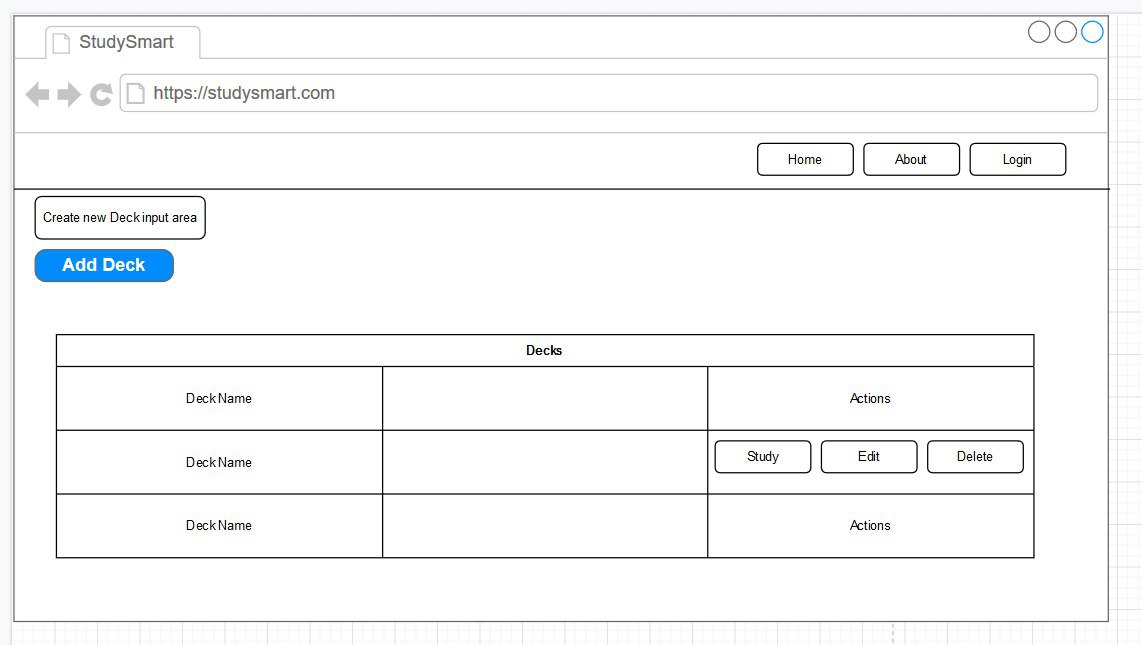 StudySmart
https://studysmart.com
Home About Login
Create new Deck input area
Add Deck
Decks
Deck Name Actions
Deck Name Study Edit Delete
Deck Name Actions